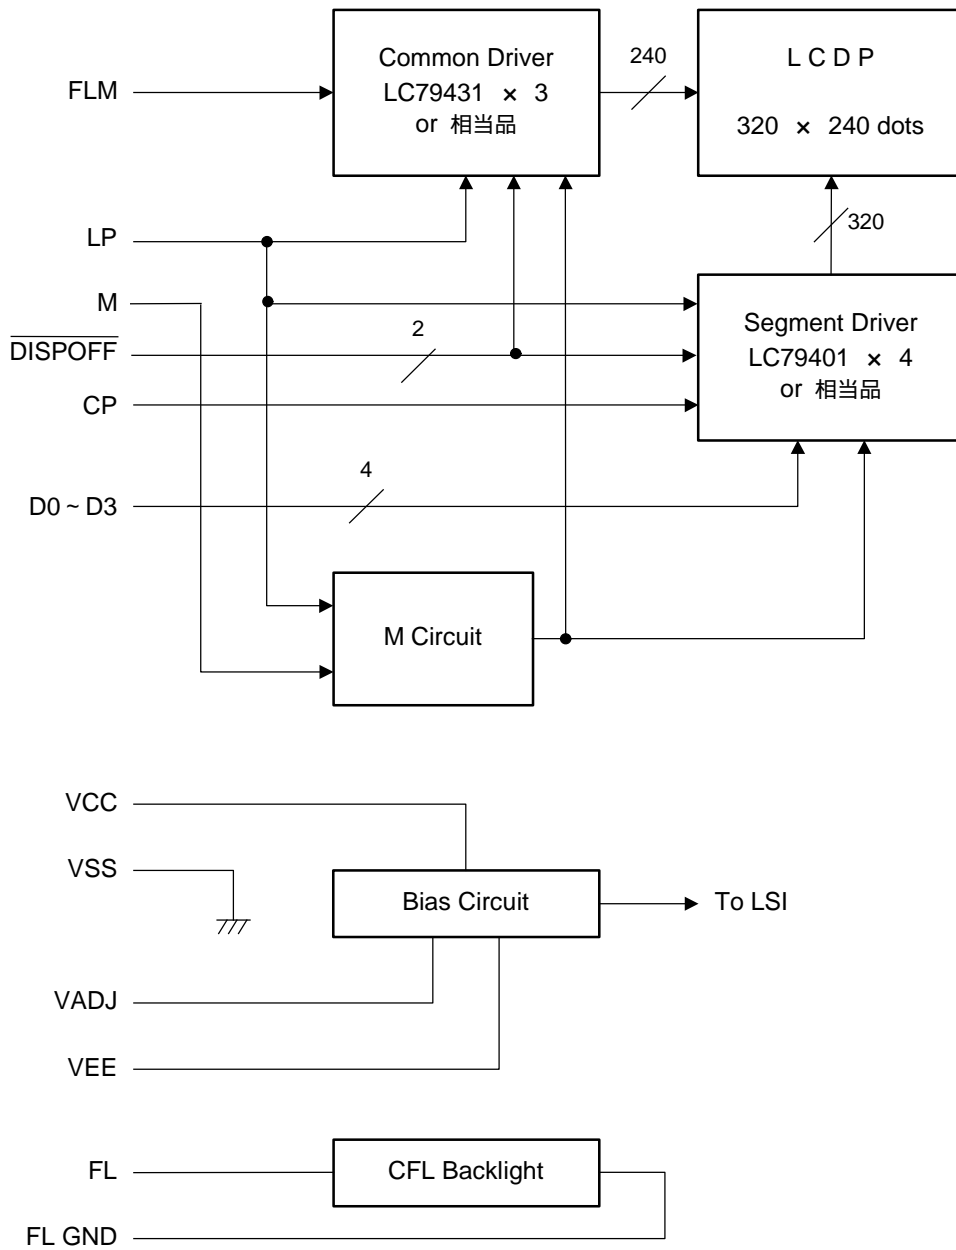 Common Driver
LC79431 × 3
or 相当品
240
L C D P
320 × 240 dots
FLM
LP
320
M
Segment Driver
LC79401 × 4
or 相当品
2
DISPOFF
CP
4
D0 ~ D3
M Circuit
VCC
VSS
Bias Circuit
To LSI
VADJ
VEE
FL
CFL Backlight
FL GND